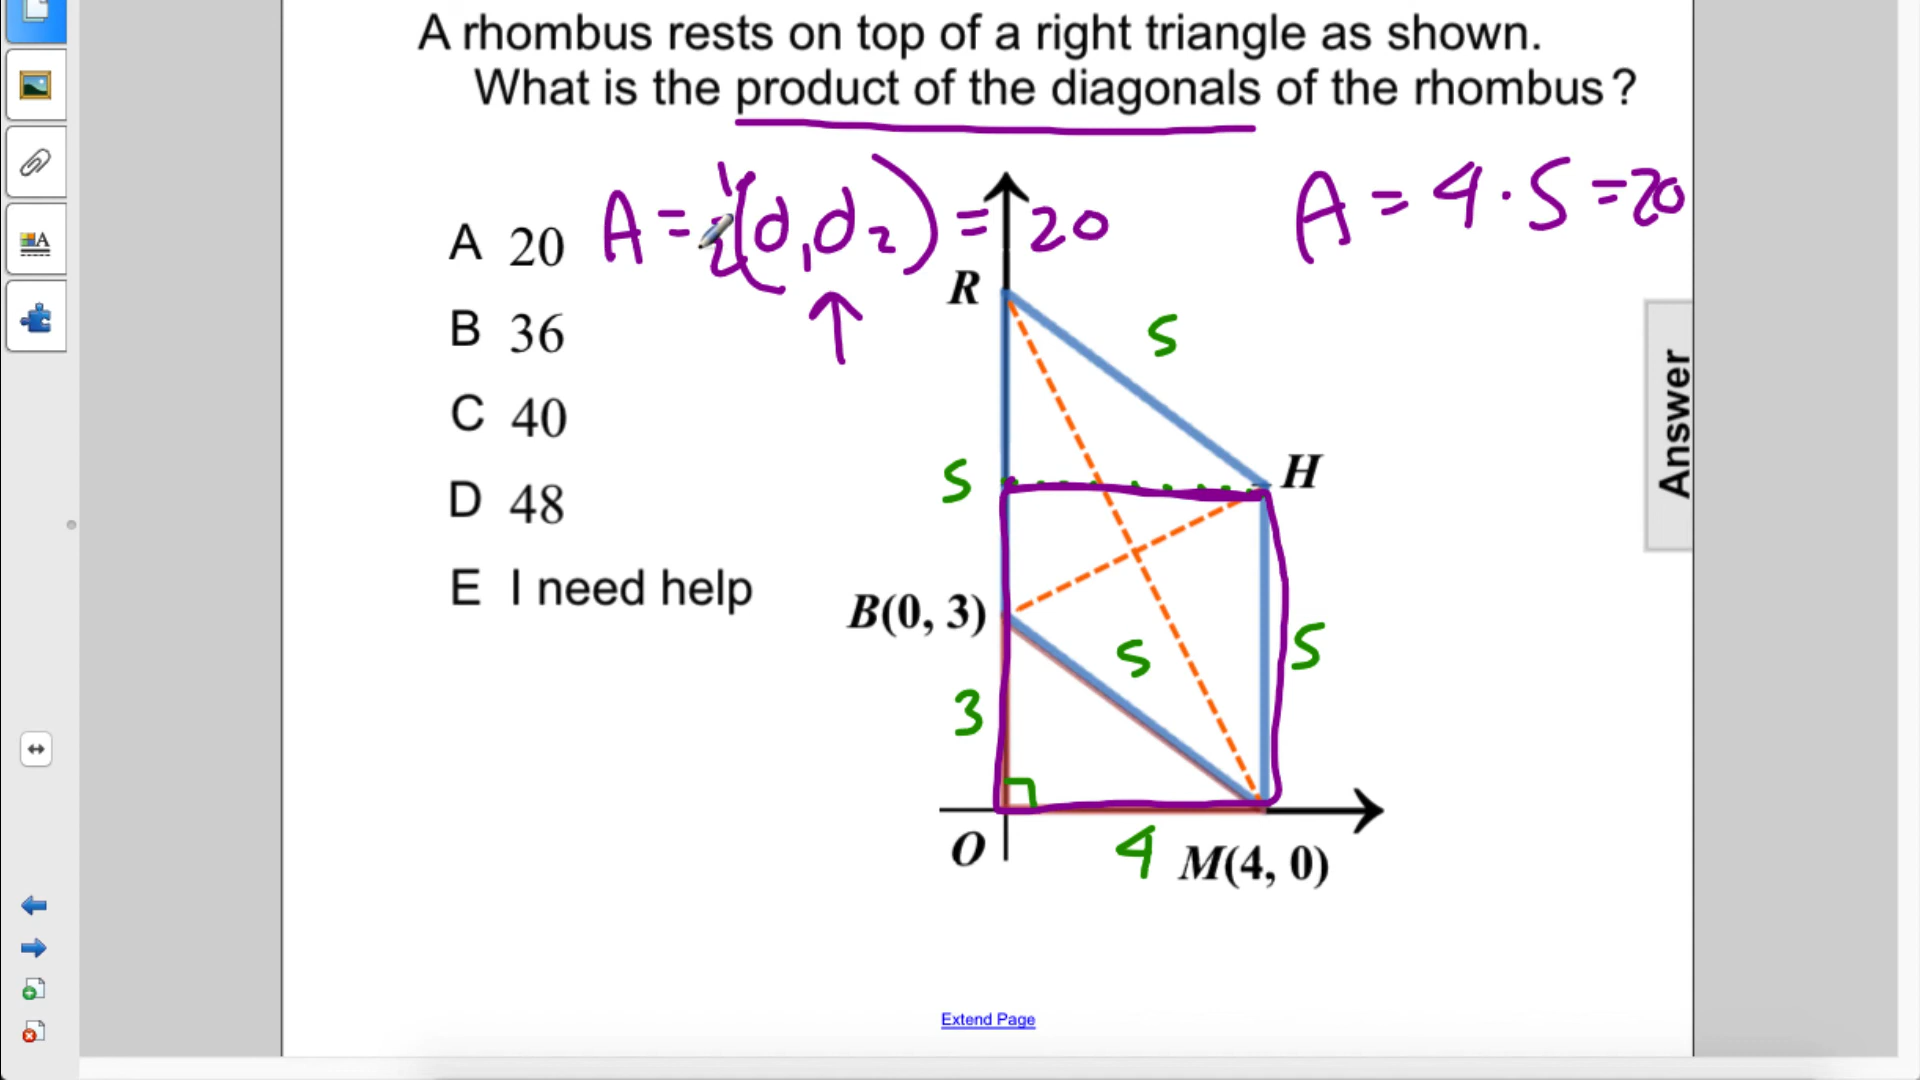 A rhombus rests on top of a right triangle as shown.
What is the product of the diagonals of the rhombus?
A = 1/2(d₁d₂) = 20
A = 4·5=20
A 20
R
5
B 36
C 40
H
5
Answer
D 48
E I need help
B(0, 3)
5
5
3
O
4
M(4, 0)
Extend Page